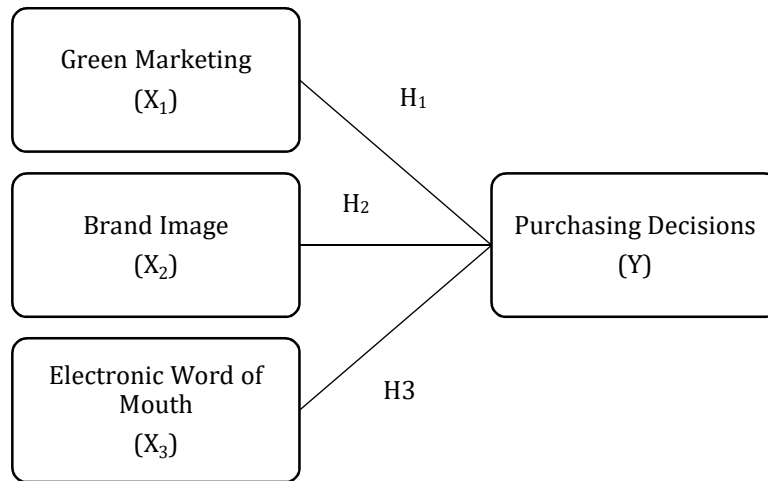 Green Marketing
(X₁)
H₁
Brand Image
(X₂)
H₂
Purchasing Decisions
(Y)
Electronic Word of
Mouth
(X₃)
H3